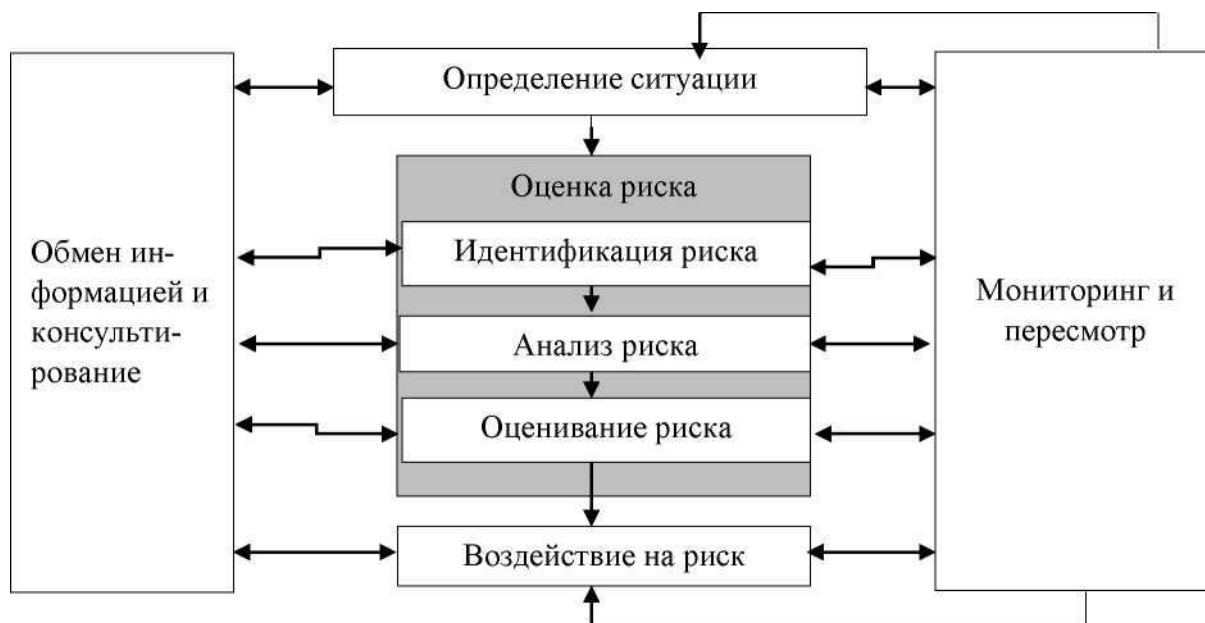 Определение ситуации
Оценка риска
Идентификация риска
Анализ риска
Оценивание риска
Воздействие на риск
Обмен ин-
формацией и
консульти-
рование
Мониторинг и
пересмотр